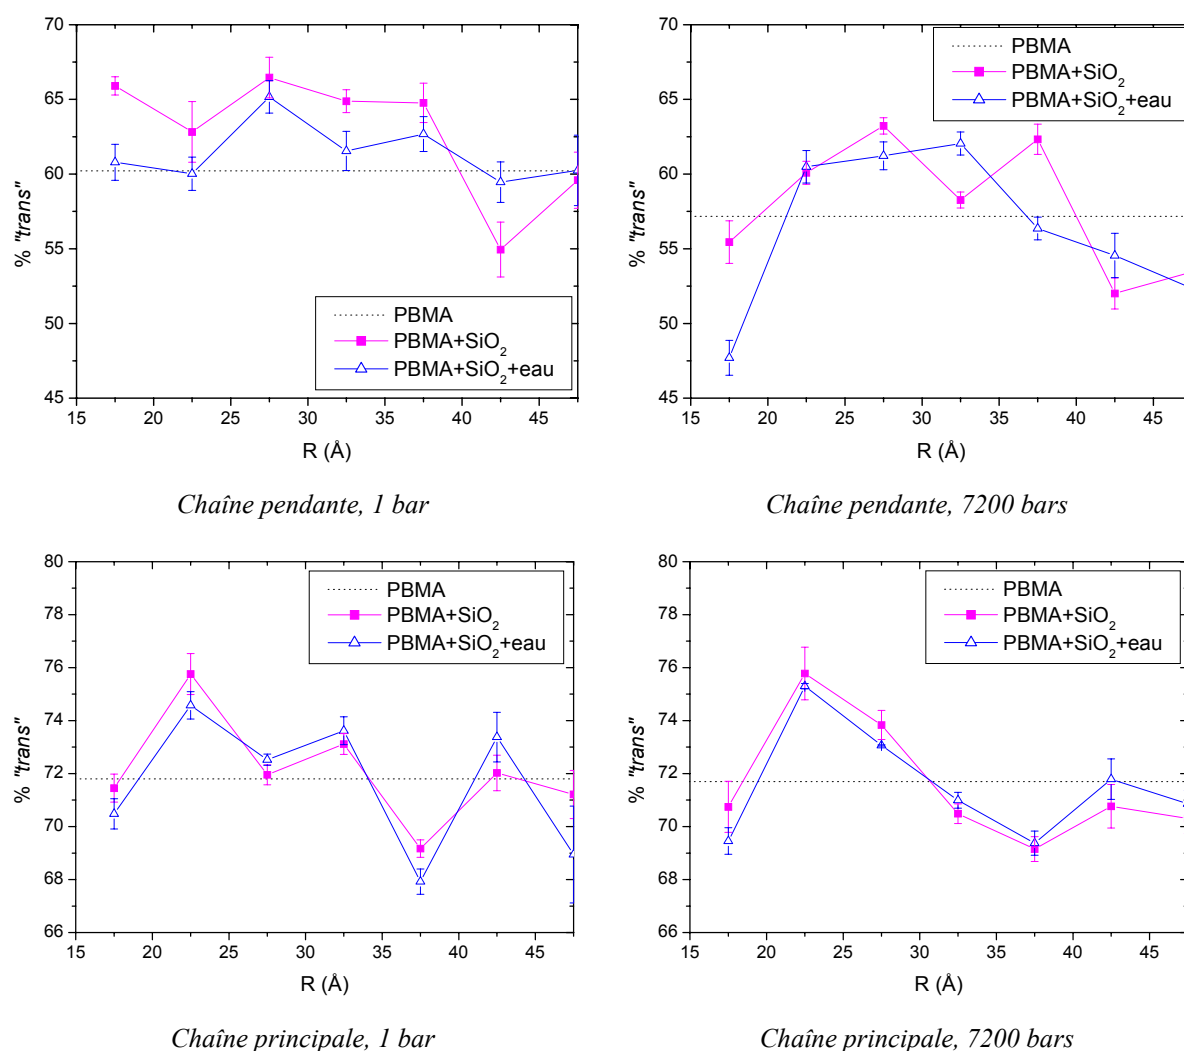 70
65
60
55
50
45
% "trans"
15 20 25 30 35 40 45
R (Å)
PBMA
PBMA+SiO2
PBMA+SiO2+eau
Chaîne pendante, 1 bar
70
65
60
55
50
45
% "trans"
15 20 25 30 35 40 45
R (Å)
PBMA
PBMA+SiO2
PBMA+SiO2+eau
Chaîne pendante, 7200 bars
80
78
76
74
72
70
68
66
% "trans"
15 20 25 30 35 40 45
R (Å)
PBMA
PBMA+SiO2
PBMA+SiO2+eau
Chaîne principale, 1 bar
80
78
76
74
72
70
68
66
% "trans"
15 20 25 30 35 40 45
R (Å)
PBMA
PBMA+SiO2
PBMA+SiO2+eau
Chaîne principale, 7200 bars